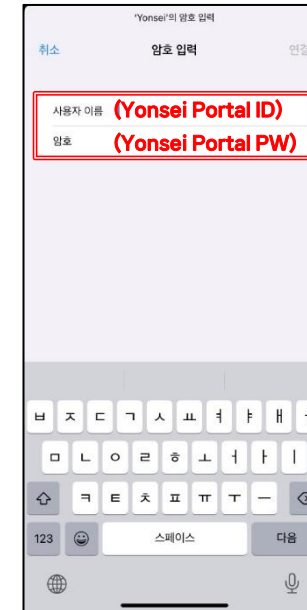 'Yonsei'의 암호 입력
취소 암호 입력 연결
사용자 이름 (Yonsei Portal ID)
암호 (Yonsei Portal PW)
ㅂ ㅈ ㄷ ㄱ ㅅ ㅛ ㅕ ㅑ ㅐ
ㅁ ㄴ ㅇ ㄹ ㅎ ㅗ ㅓ ㅏ ㅣ
ㅋ ㅌ ㅊ ㅍ ㅠ ㅜ ㅡ
123 스페이스 다음